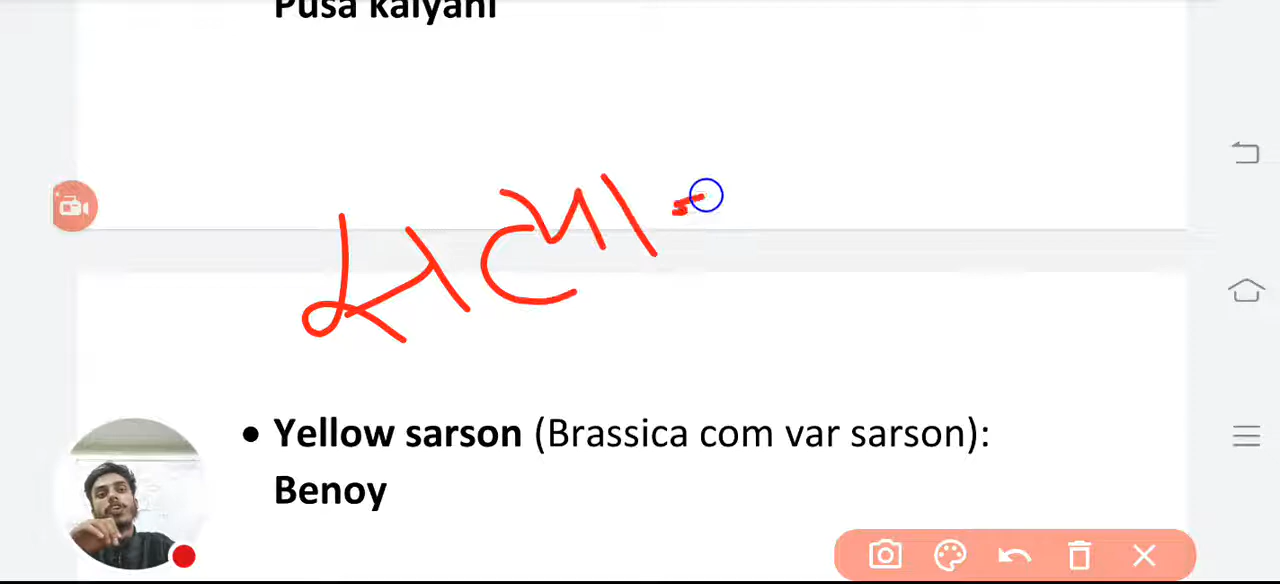 Pusa kalyani
• Yellow sarson (Brassica com var sarson):
Benoy